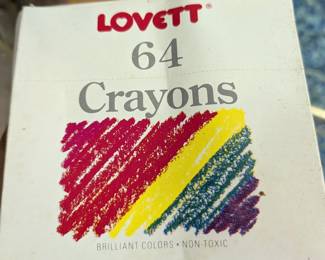 LOVETT®
64
Crayons
BRILLIANT COLORS • NON-TOXIC